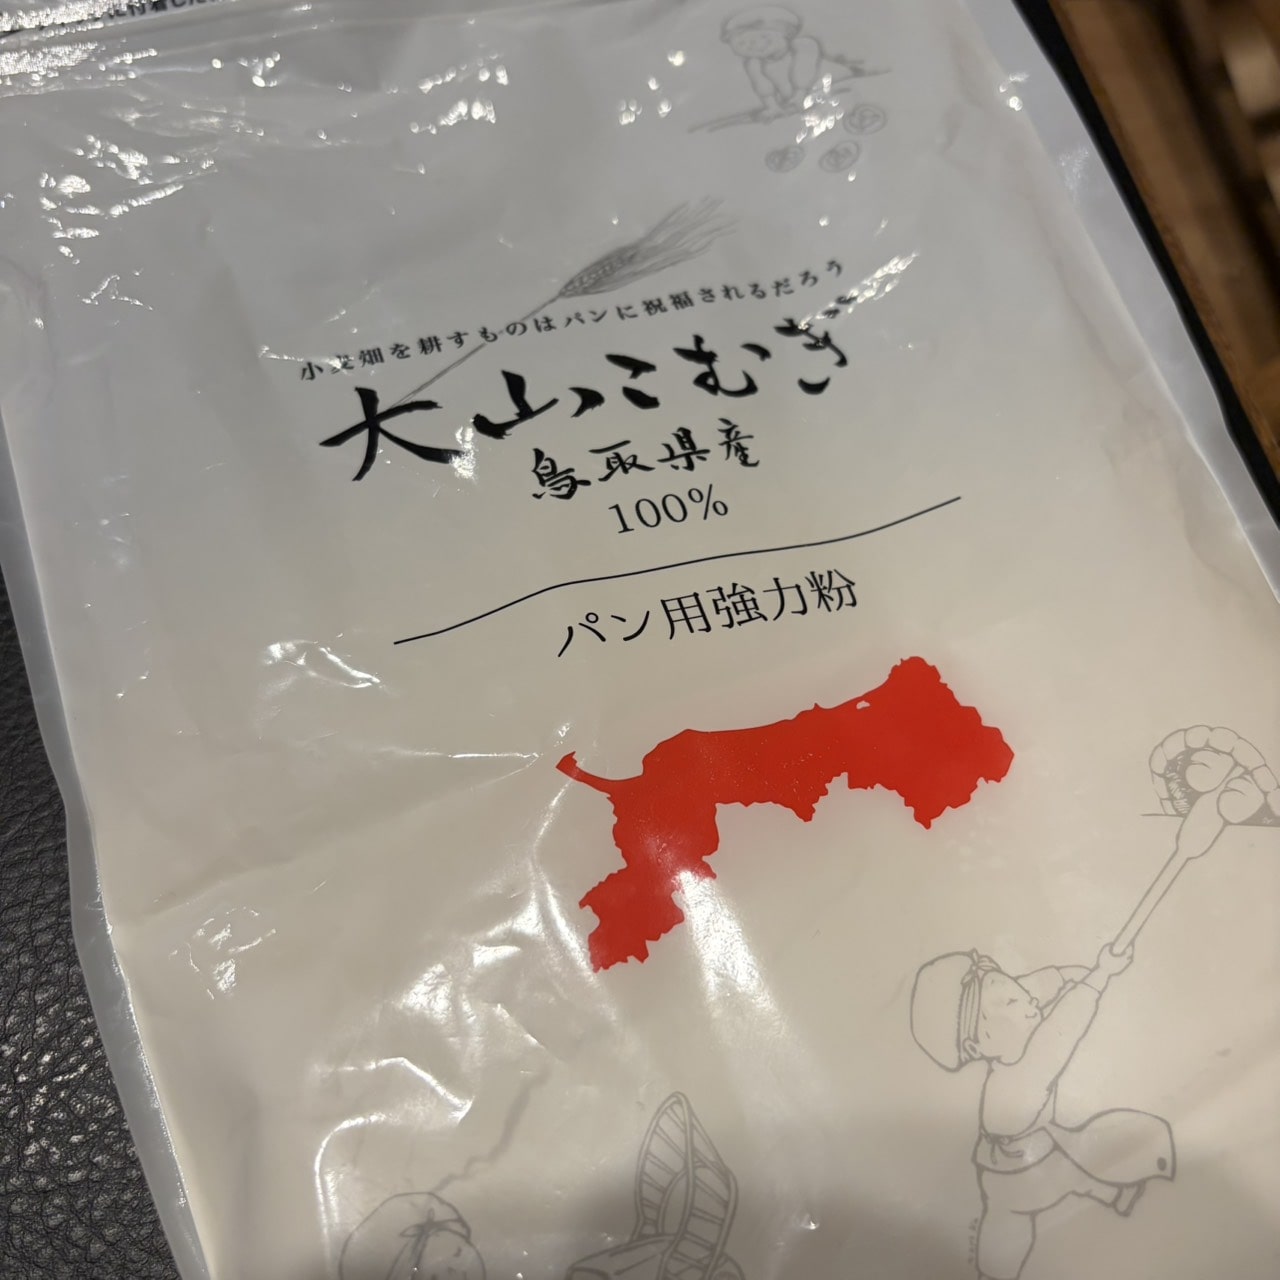 小麦畑を耕すものはパンに祝福されるだろう
大山こむぎ
鳥取県産
100%
パン用強力粉